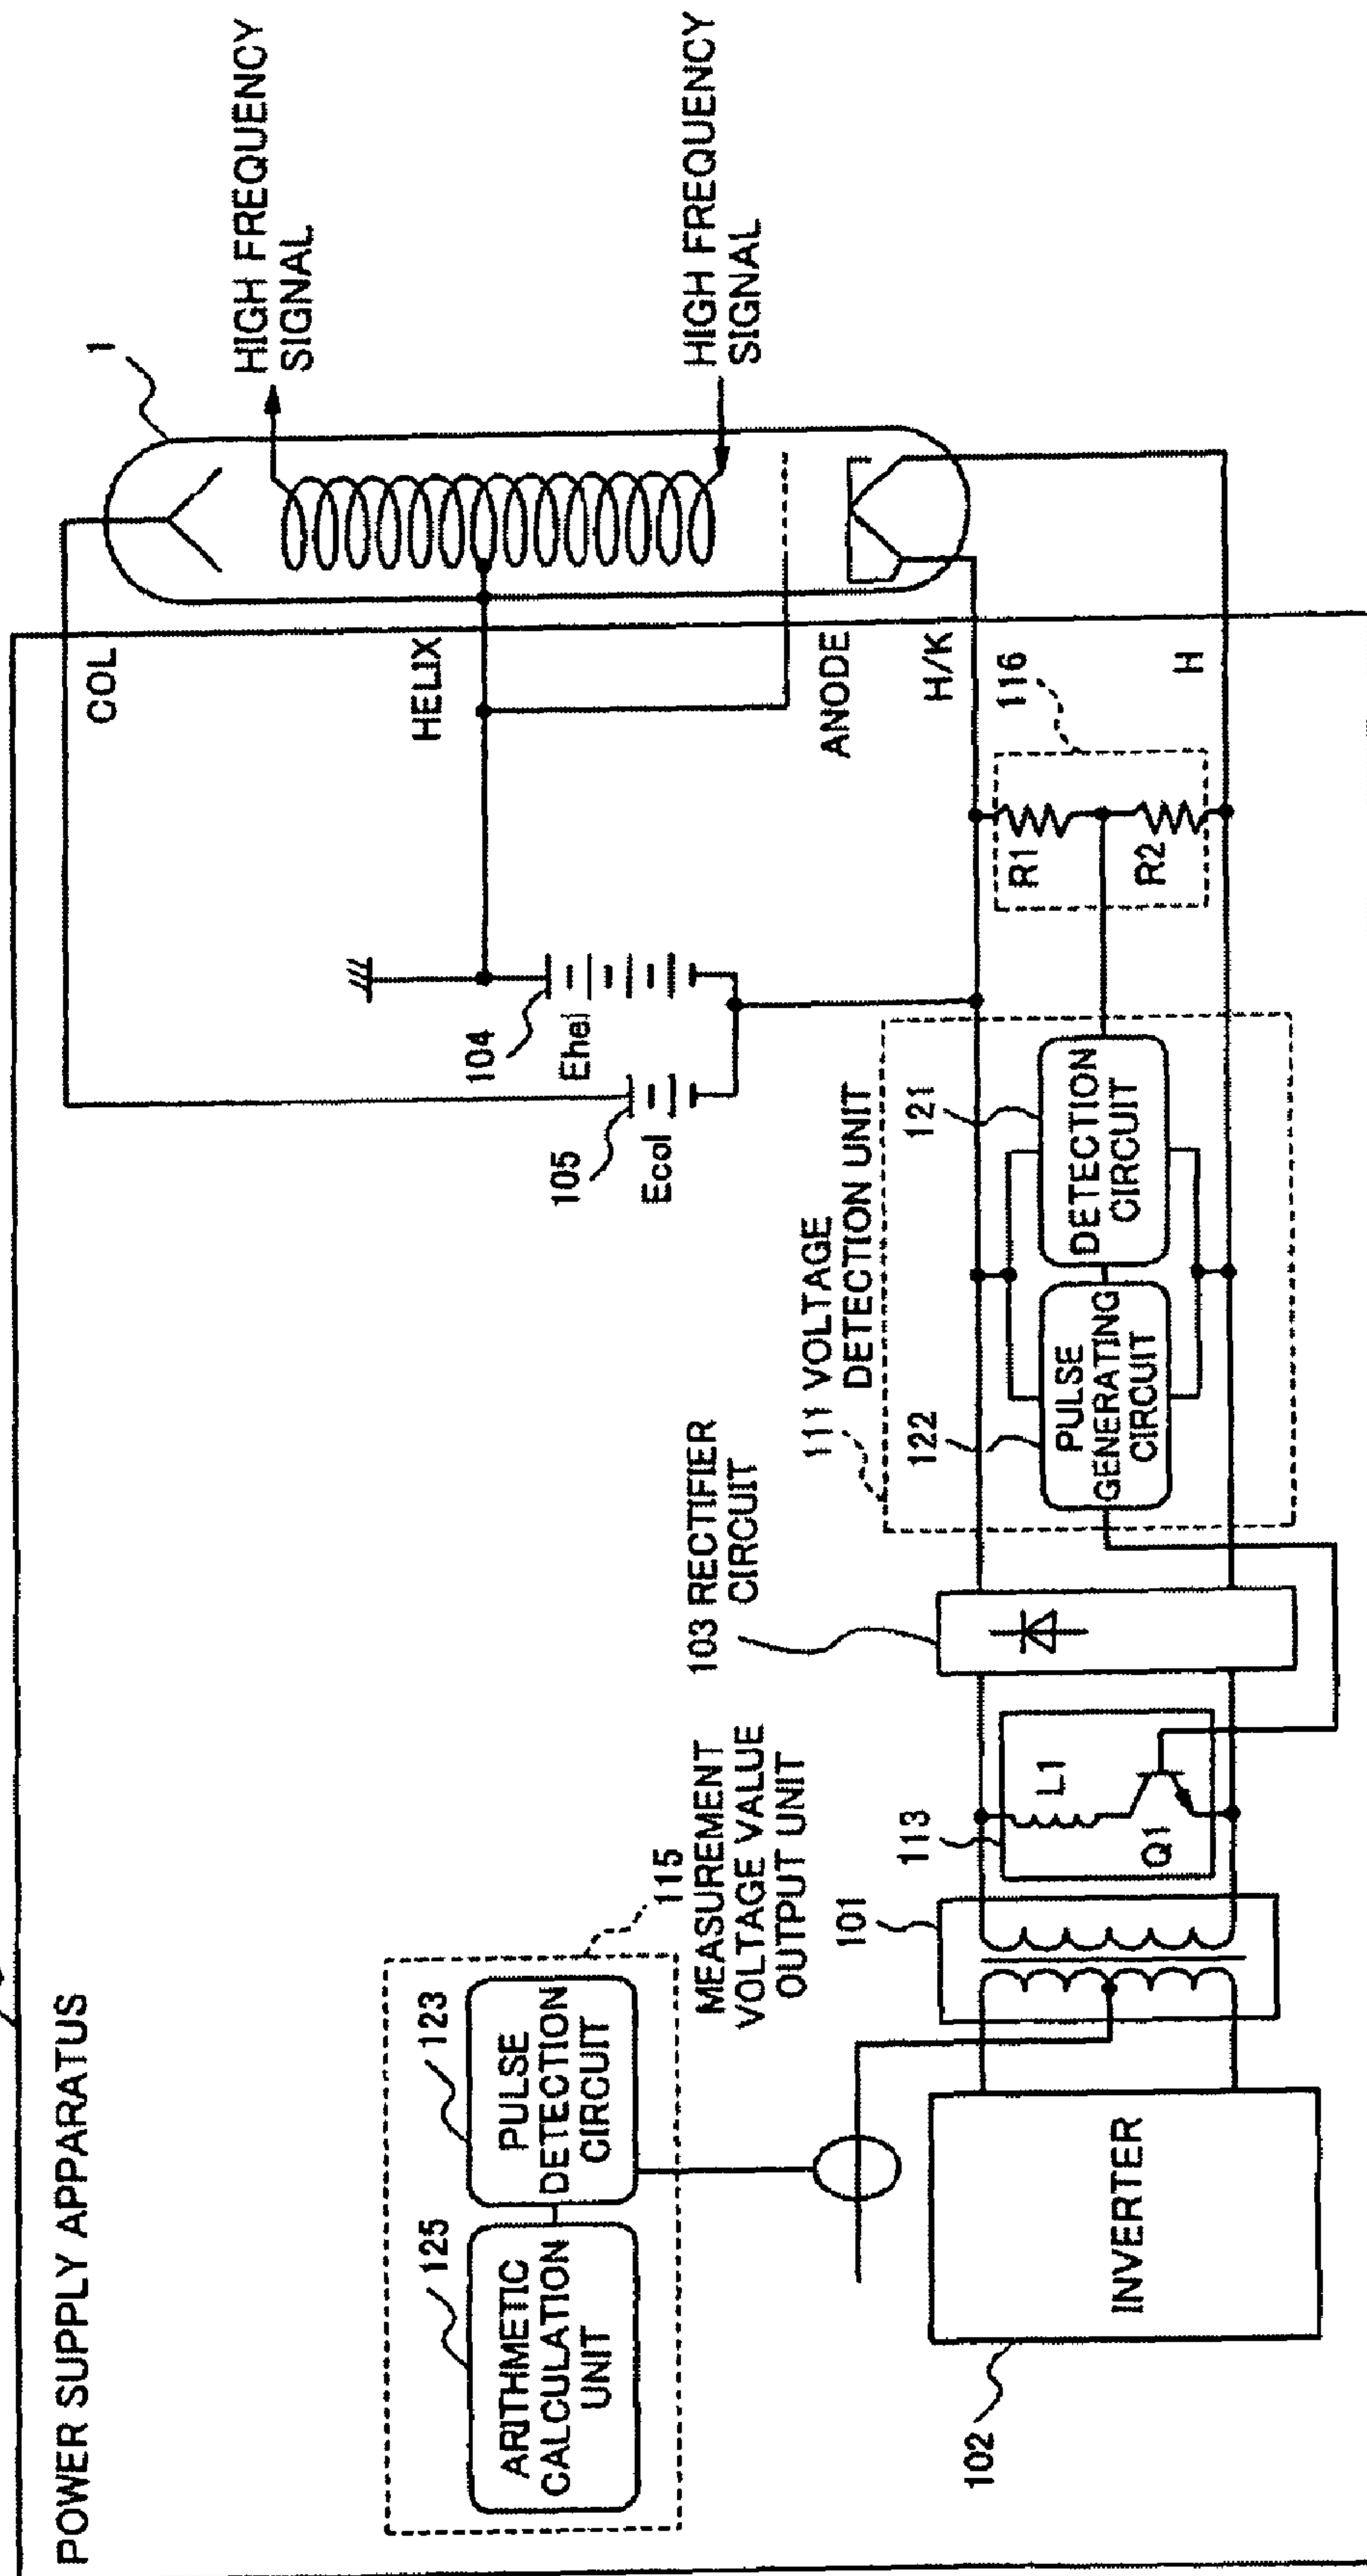 POWER SUPPLY APPARATUS
COL
HIGH FREQUENCY
SIGNAL
1
HELIX
HIGH FREQUENCY
SIGNAL
ANODE
H/K
116
H
R1
R2
104
Ehel
105
Ecol
111 VOLTAGE
DETECTION UNIT
121
DETECTION
CIRCUIT
122
PULSE
GENERATING
CIRCUIT
103 RECTIFIER
CIRCUIT
113
L1
Q1
101
115
MEASUREMENT
VOLTAGE VALUE
OUTPUT UNIT
123
PULSE
DETECTION
CIRCUIT
125
ARITHMETIC
CALCULATION
UNIT
INVERTER
102